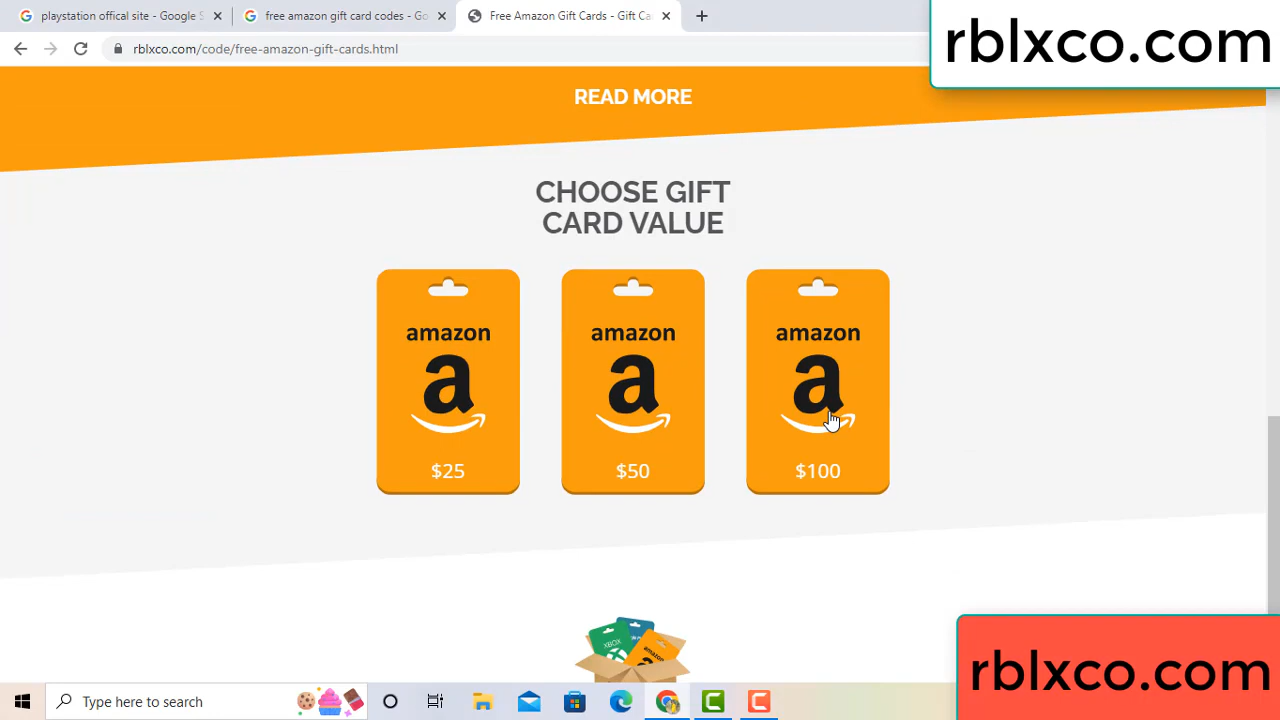 playstation offical site - Google S
free amazon gift card codes - Go
Free Amazon Gift Cards - Gift Ca
rblxco.com/code/free-amazon-gift-cards.html
rblxco.com
READ MORE
CHOOSE GIFT
CARD VALUE
amazon amazon amazon
a a a
$25 $50 $100
XBOX
rblxco.com
Type here to search